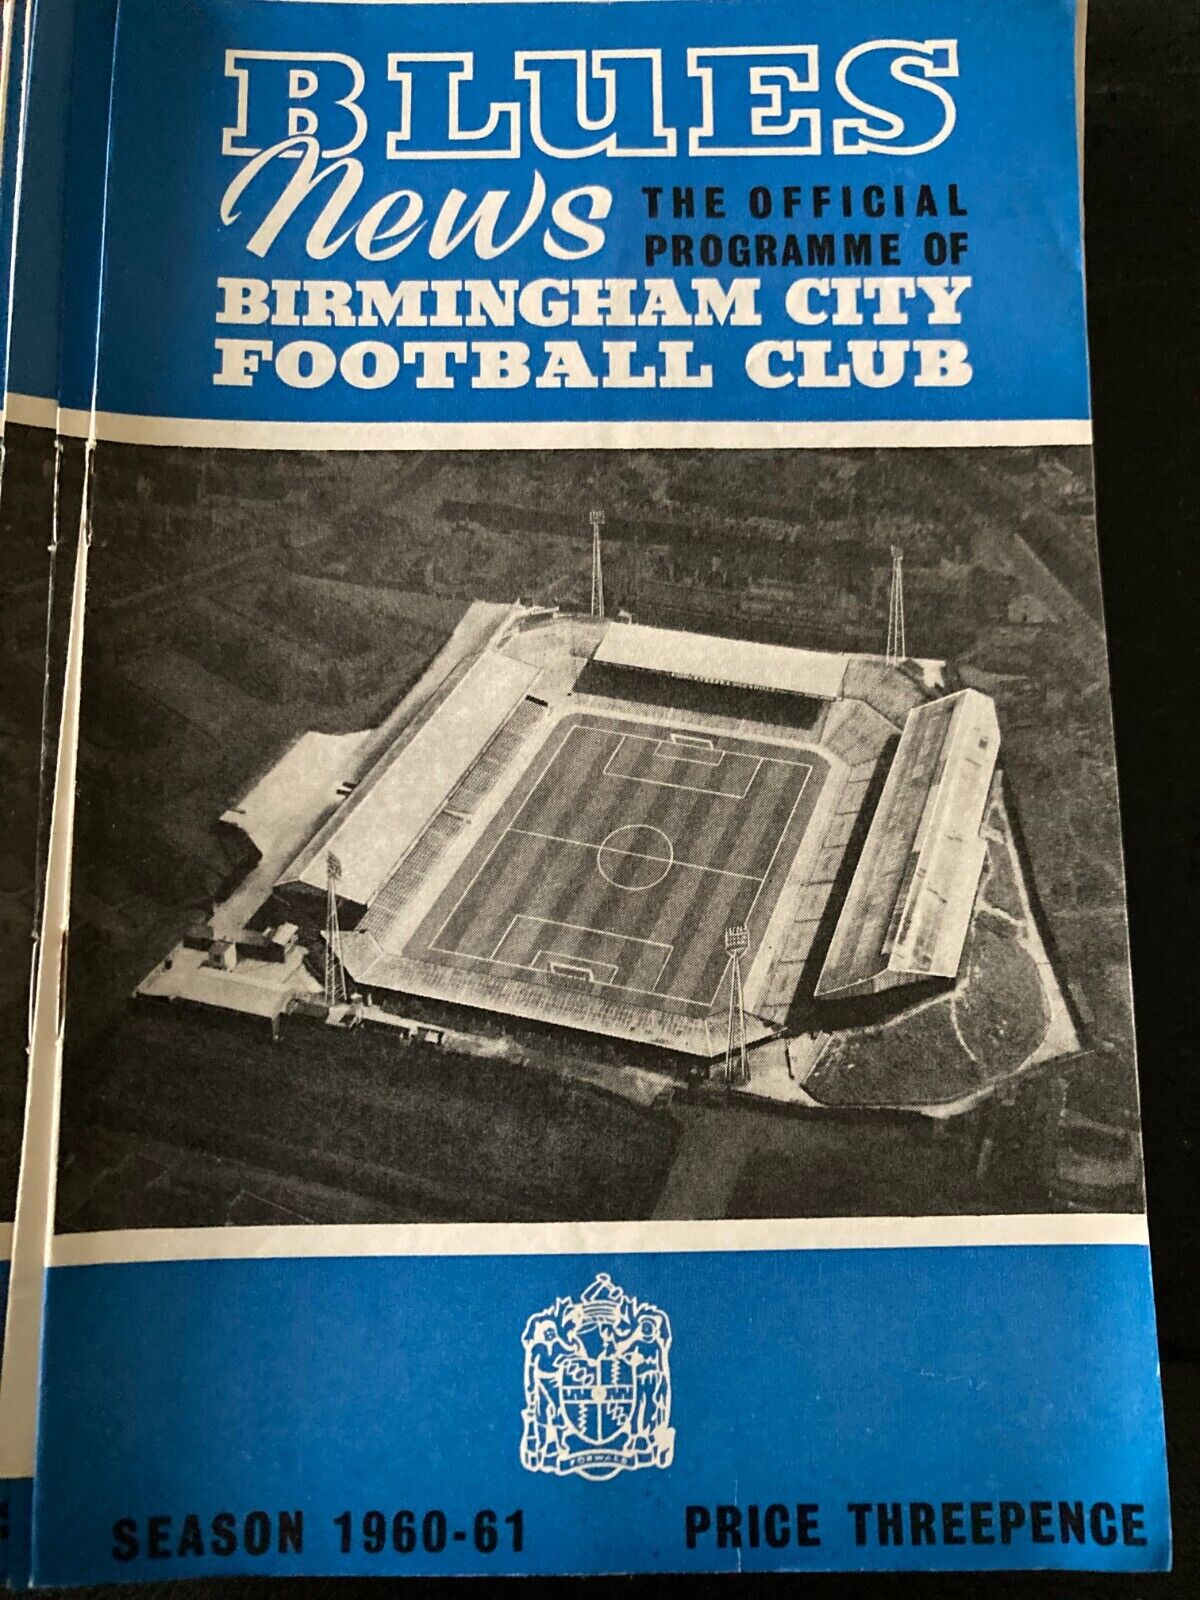 BLUES
News
THE OFFICIAL
PROGRAMME OF
BIRMINGHAM CITY
FOOTBALL CLUB
FORWARD
SEASON 1960-61
PRICE THREEPENCE